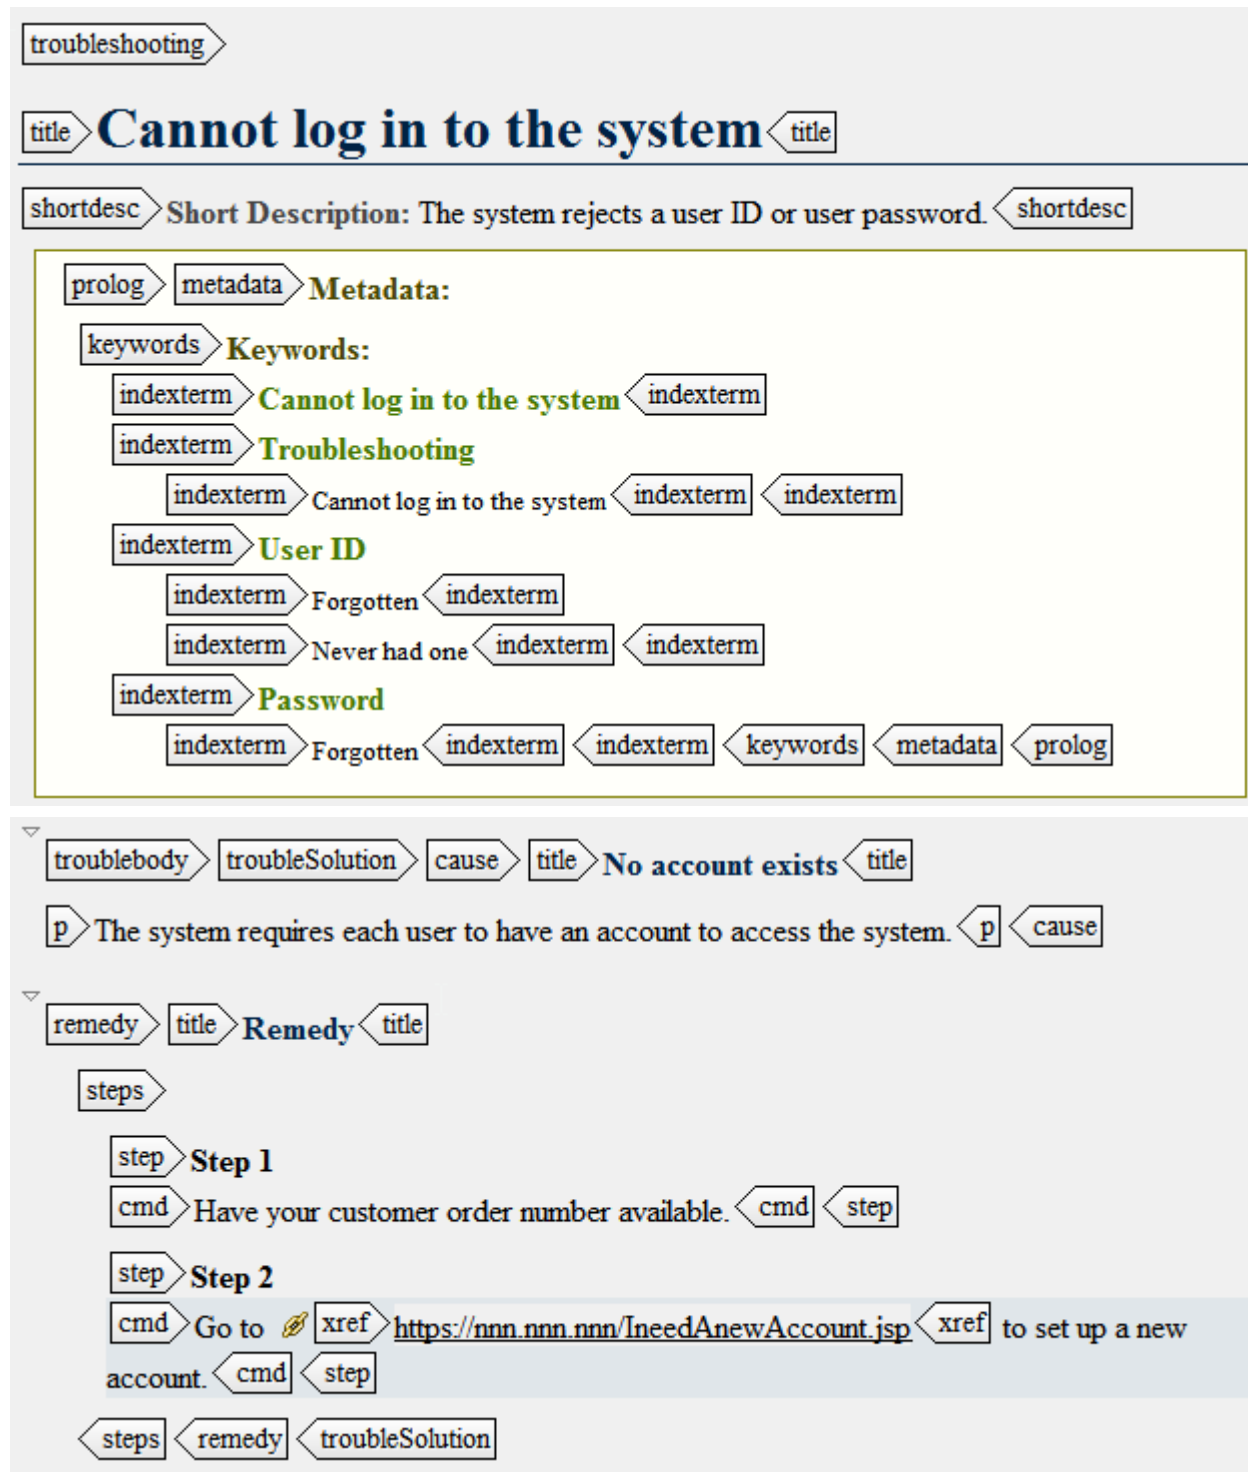 troubleshooting
title Cannot log in to the system title
shortdesc Short Description: The system rejects a user ID or user password. shortdesc
prolog metadata Metadata:
keywords Keywords:
indexterm Cannot log in to the system indexterm
indexterm Troubleshooting
indexterm Cannot log in to the system indexterm indexterm
indexterm User ID
indexterm Forgotten indexterm
indexterm Never had one indexterm indexterm
indexterm Password
indexterm Forgotten indexterm indexterm keywords metadata prolog
troublebody troubleSolution cause title No account exists title
p The system requires each user to have an account to access the system. p cause
remedy title Remedy title
steps
step Step 1
cmd Have your customer order number available. cmd step
step Step 2
cmd Go to xref https://nnn.nnn.nnn/IneedAnewAccount.jsp xref to set up a new
account. cmd step
steps remedy troubleSolution